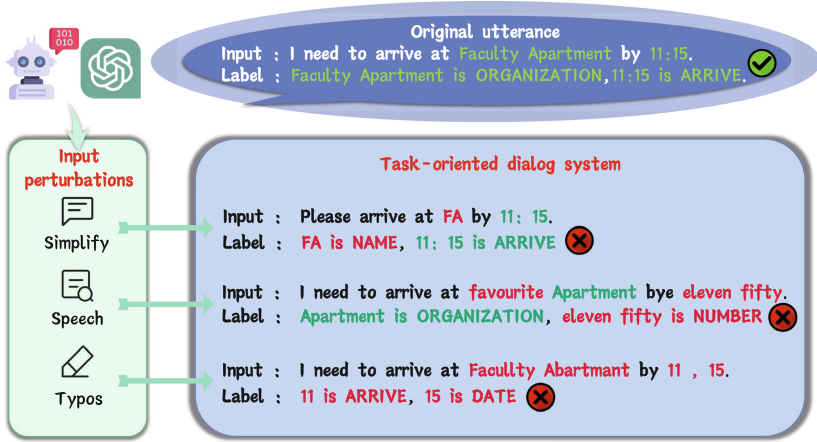 101
010
Original utterance
Input : I need to arrive at Faculty Apartment by 11:15.
Label : Faculty Apartment is ORGANIZATION,11:15 is ARRIVE.
Input
perturbations
Simplify
Speech
Typos
Task-oriented dialog system
Input : Please arrive at FA by 11: 15.
Label : FA is NAME, 11: 15 is ARRIVE
Input : I need to arrive at favourite Apartment bye eleven fifty.
Label : Apartment is ORGANIZATION, eleven fifty is NUMBER
Input : I need to arrive at Facullty Abartmant by 11 , 15.
Label : 11 is ARRIVE, 15 is DATE